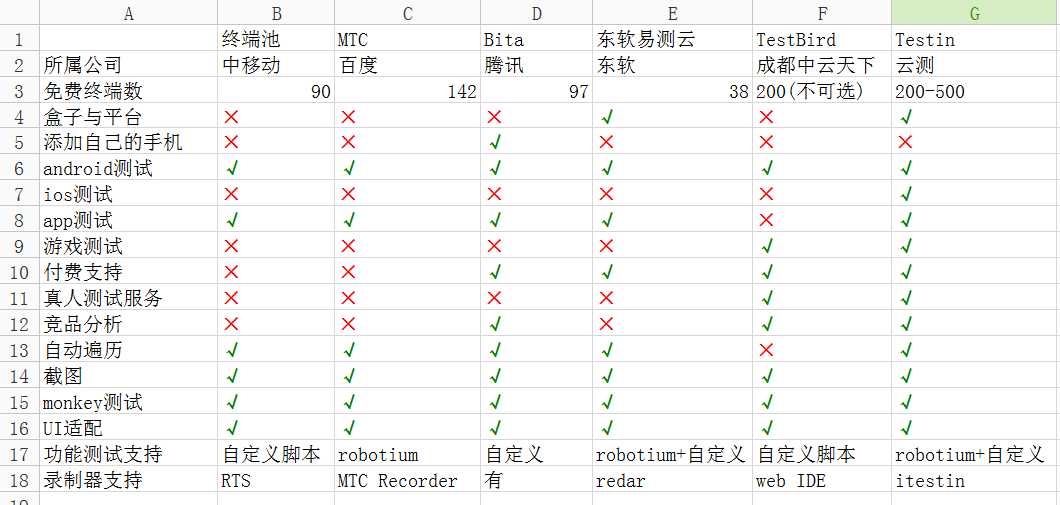 A B C D E F G
1 终端池 MTC Bita 东软易测云 TestBird Testin
2 所属公司 中移动 百度 腾讯 东软 成都中云天下 云测
3 免费终端数 90 142 97 38 200(不可选) 200-500
4 盒子与平台 × × × √ × √
5 添加自己的手机 × × √ × × ×
6 android测试 √ √ √ √ √ √
7 ios测试 × × × × × √
8 app测试 √ √ √ √ × √
9 游戏测试 × × × × √ √
10 付费支持 × × √ √ √ √
11 真人测试服务 × × × × √ √
12 竞品分析 × × √ × √ √
13 自动遍历 √ √ √ √ × √
14 截图 √ √ √ √ √ √
15 monkey测试 √ √ √ √ √ √
16 UI适配 √ √ √ √ √ √
17 功能测试支持 自定义脚本 robotium 自定义 robotium+自定义 自定义脚本 robotium+自定义
18 录制器支持 RTS MTC Recorder 有 redar web IDE itestin